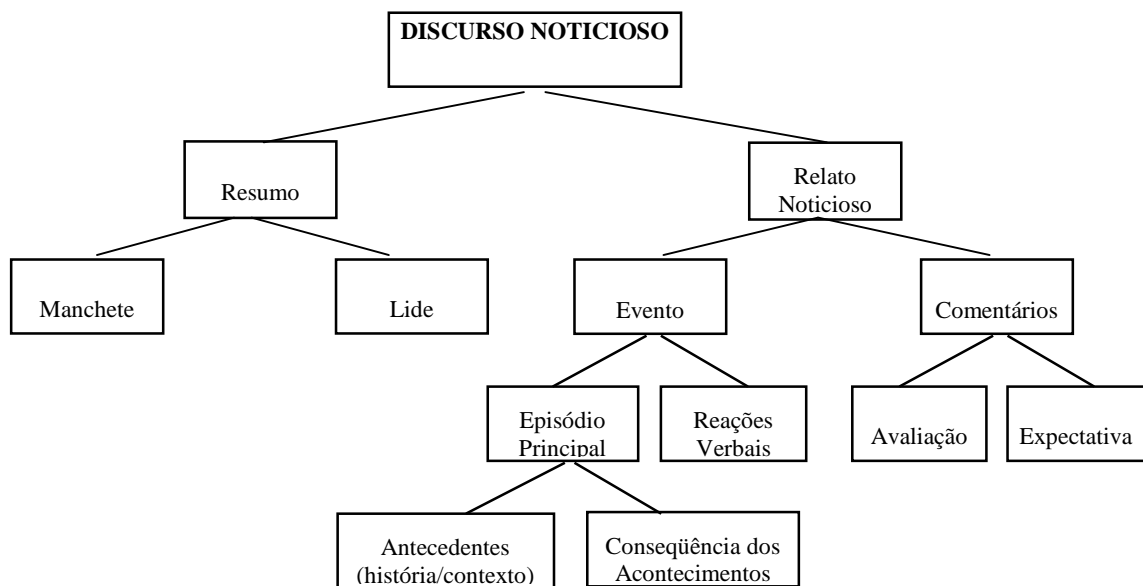 DISCURSO NOTICIOSO
Resumo
Relato
Noticioso
Manchete
Lide
Evento
Comentários
Episódio
Principal
Reações
Verbais
Avaliação
Expectativa
Antecedentes
(história/contexto)
Conseqüência dos
Acontecimentos